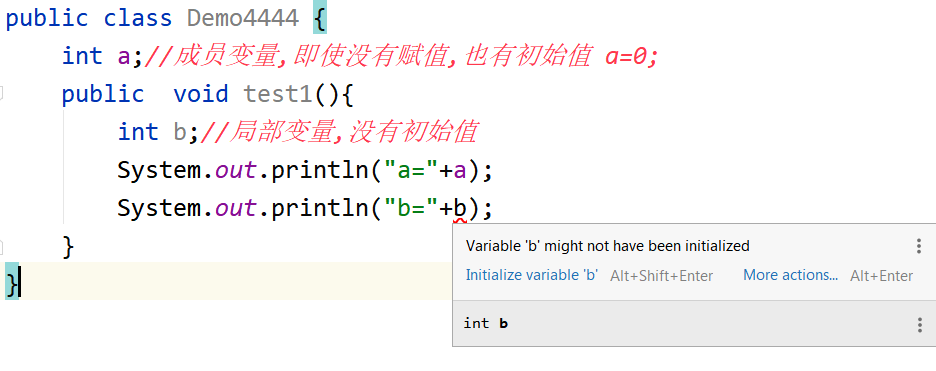 public class Demo4444 {
int a;//成员变量,即使没有赋值,也有初始值 a=0;
public  void test1(){
int b;//局部变量,没有初始值
System.out.println("a="+a);
System.out.println("b="+b);
}
}
Variable 'b' might not have been initialized
Initialize variable 'b' Alt+Shift+Enter More actions... Alt+Enter
int b